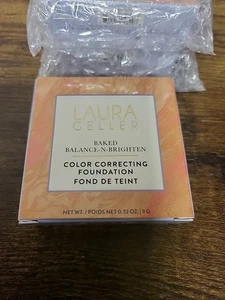 LAURA
GELLER
BAKED
BALANCE-N-BRIGHTEN
COLOR CORRECTING
FOUNDATION
FOND DE TEINT
NET WT. / POIDS NET 0.32 OZ. | 9 G.